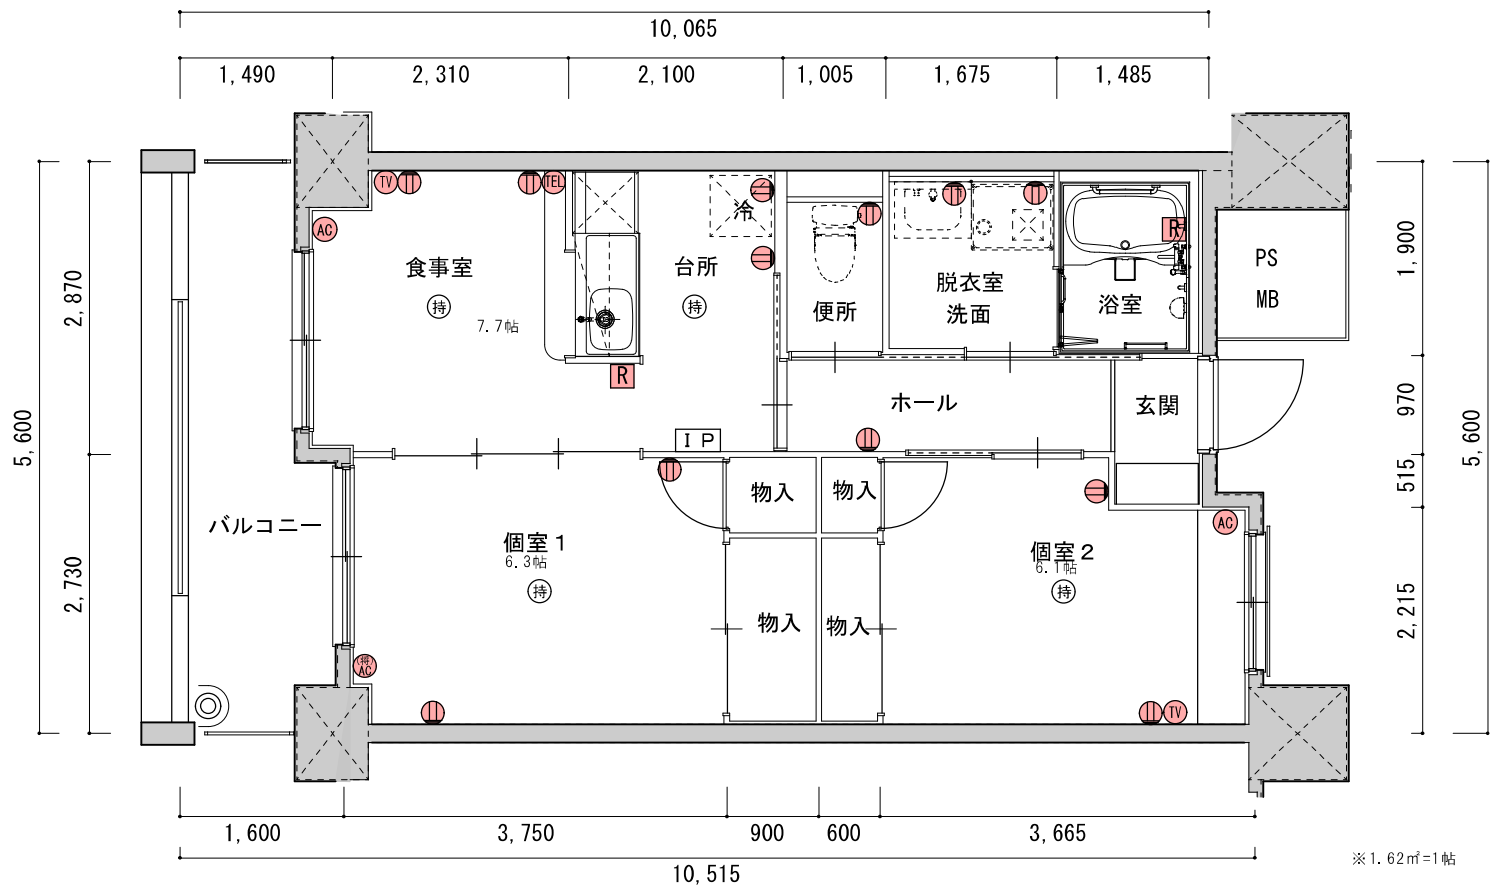 10,065
1,490
2,310
2,100
1,005
1,675
1,485
TV
TEL
AC
冷
R
食事室
持
7.7帖
台所
持
便所
脱衣室
洗面
浴室
PS
MB
R
ホール
玄関
IP
5,600
2,870
2,730
1,900
970
515
2,215
5,600
バルコニー
個室1
6.3帖
持
物入
物入
物入
物入
個室2
6.1帖
持
AC
(持)
AC
TV
1,600
3,750
900
600
3,665
10,515
※1.62㎡=1帖